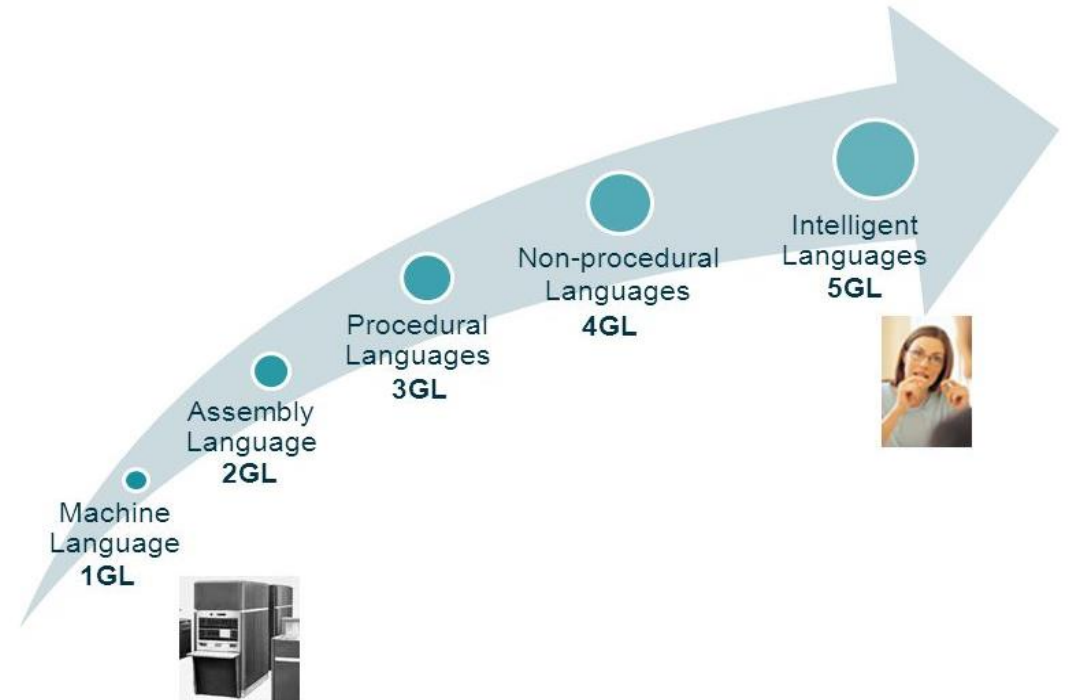 Machine
Language
1GL
Assembly
Language
2GL
Procedural
Languages
3GL
Non-procedural
Languages
4GL
Intelligent
Languages
5GL